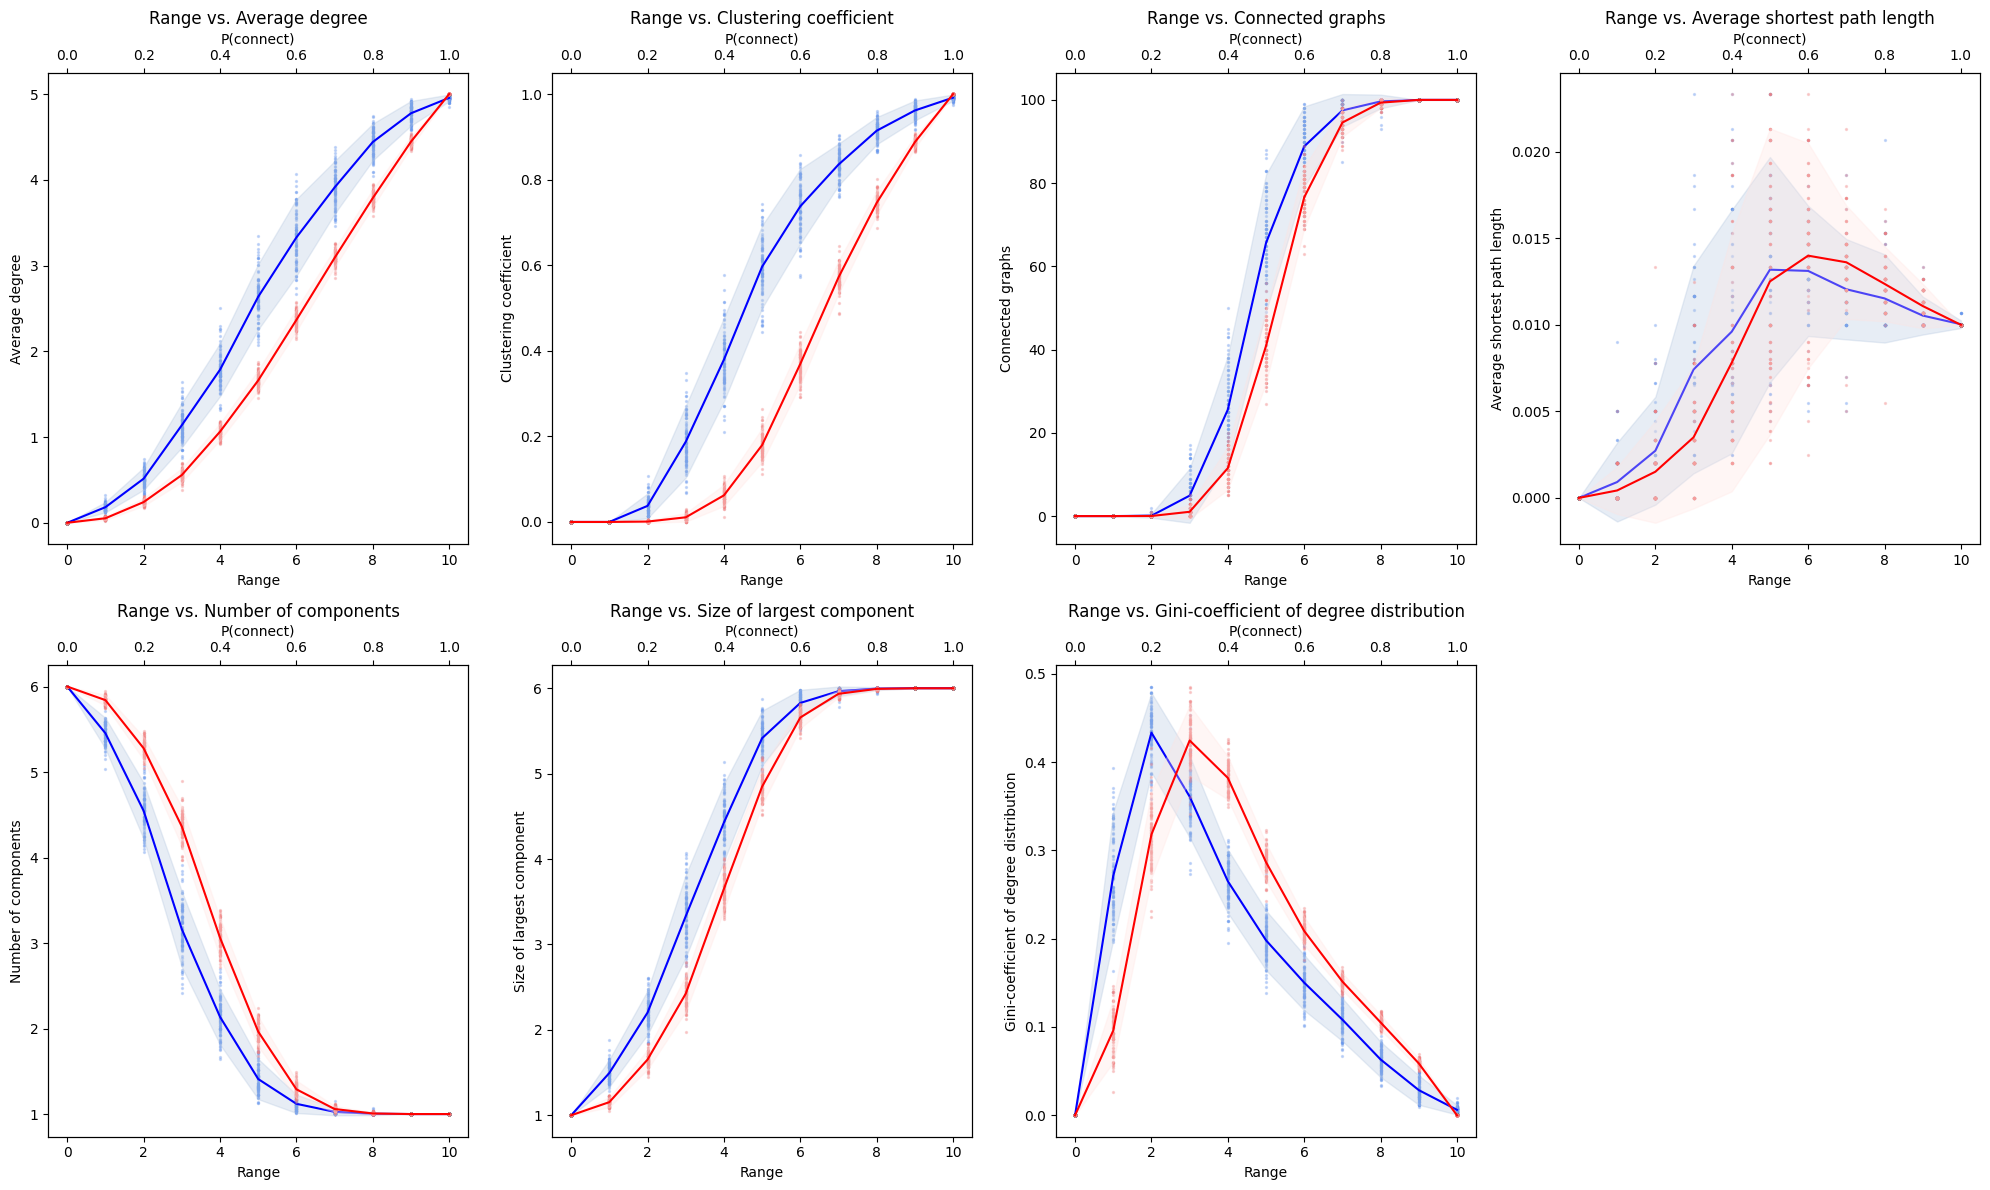 Range vs. Average degree
P(connect)
0.0 0.2 0.4 0.6 0.8 1.0
Average degree
5
4
3
2
1
0
0 2 4 6 8 10
Range
Range vs. Clustering coefficient
P(connect)
0.0 0.2 0.4 0.6 0.8 1.0
Clustering coefficient
1.0
0.8
0.6
0.4
0.2
0.0
0 2 4 6 8 10
Range
Range vs. Connected graphs
P(connect)
0.0 0.2 0.4 0.6 0.8 1.0
Connected graphs
100
80
60
40
20
0
0 2 4 6 8 10
Range
Range vs. Average shortest path length
P(connect)
0.0 0.2 0.4 0.6 0.8 1.0
Average shortest path length
0.020
0.015
0.010
0.005
0.000
0 2 4 6 8 10
Range
Range vs. Number of components
P(connect)
0.0 0.2 0.4 0.6 0.8 1.0
Number of components
6
5
4
3
2
1
0 2 4 6 8 10
Range
Range vs. Size of largest component
P(connect)
0.0 0.2 0.4 0.6 0.8 1.0
Size of largest component
6
5
4
3
2
1
0 2 4 6 8 10
Range
Range vs. Gini-coefficient of degree distribution
P(connect)
0.0 0.2 0.4 0.6 0.8 1.0
Gini-coefficient of degree distribution
0.5
0.4
0.3
0.2
0.1
0.0
0 2 4 6 8 10
Range